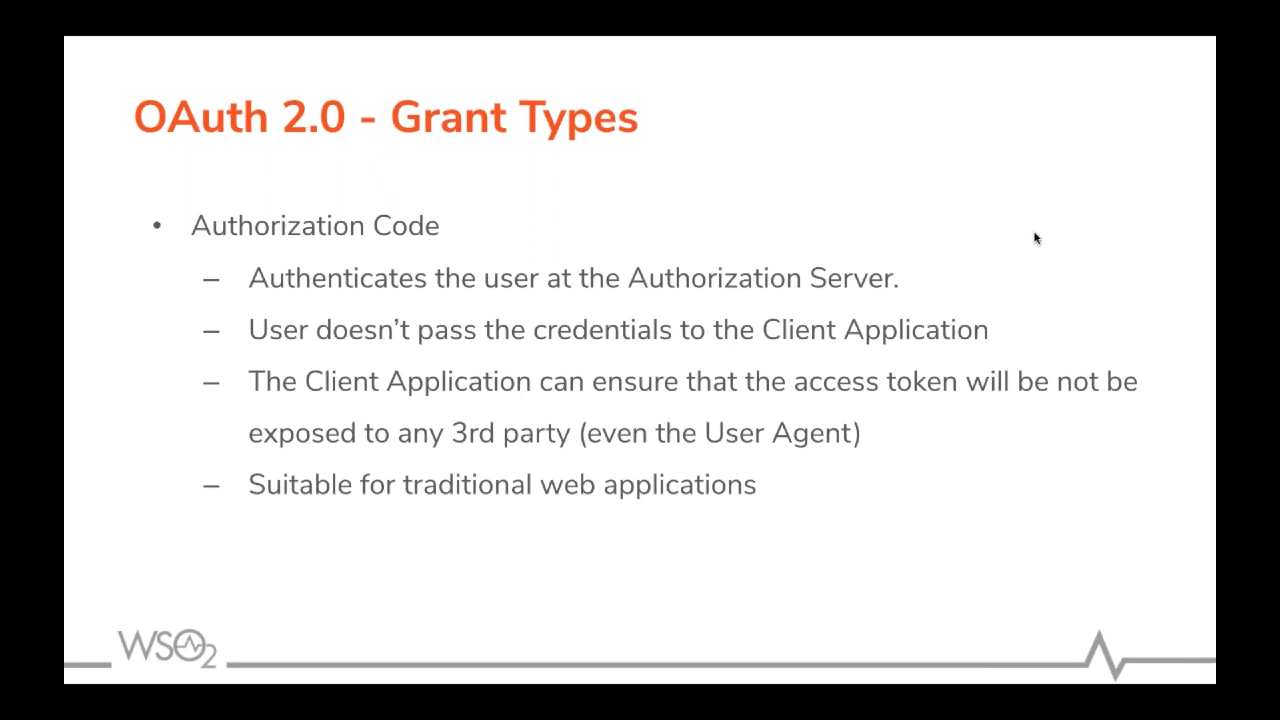 OAuth 2.0 - Grant Types
• Authorization Code
– Authenticates the user at the Authorization Server.
– User doesn’t pass the credentials to the Client Application
– The Client Application can ensure that the access token will be not be
exposed to any 3rd party (even the User Agent)
– Suitable for traditional web applications
WSO2